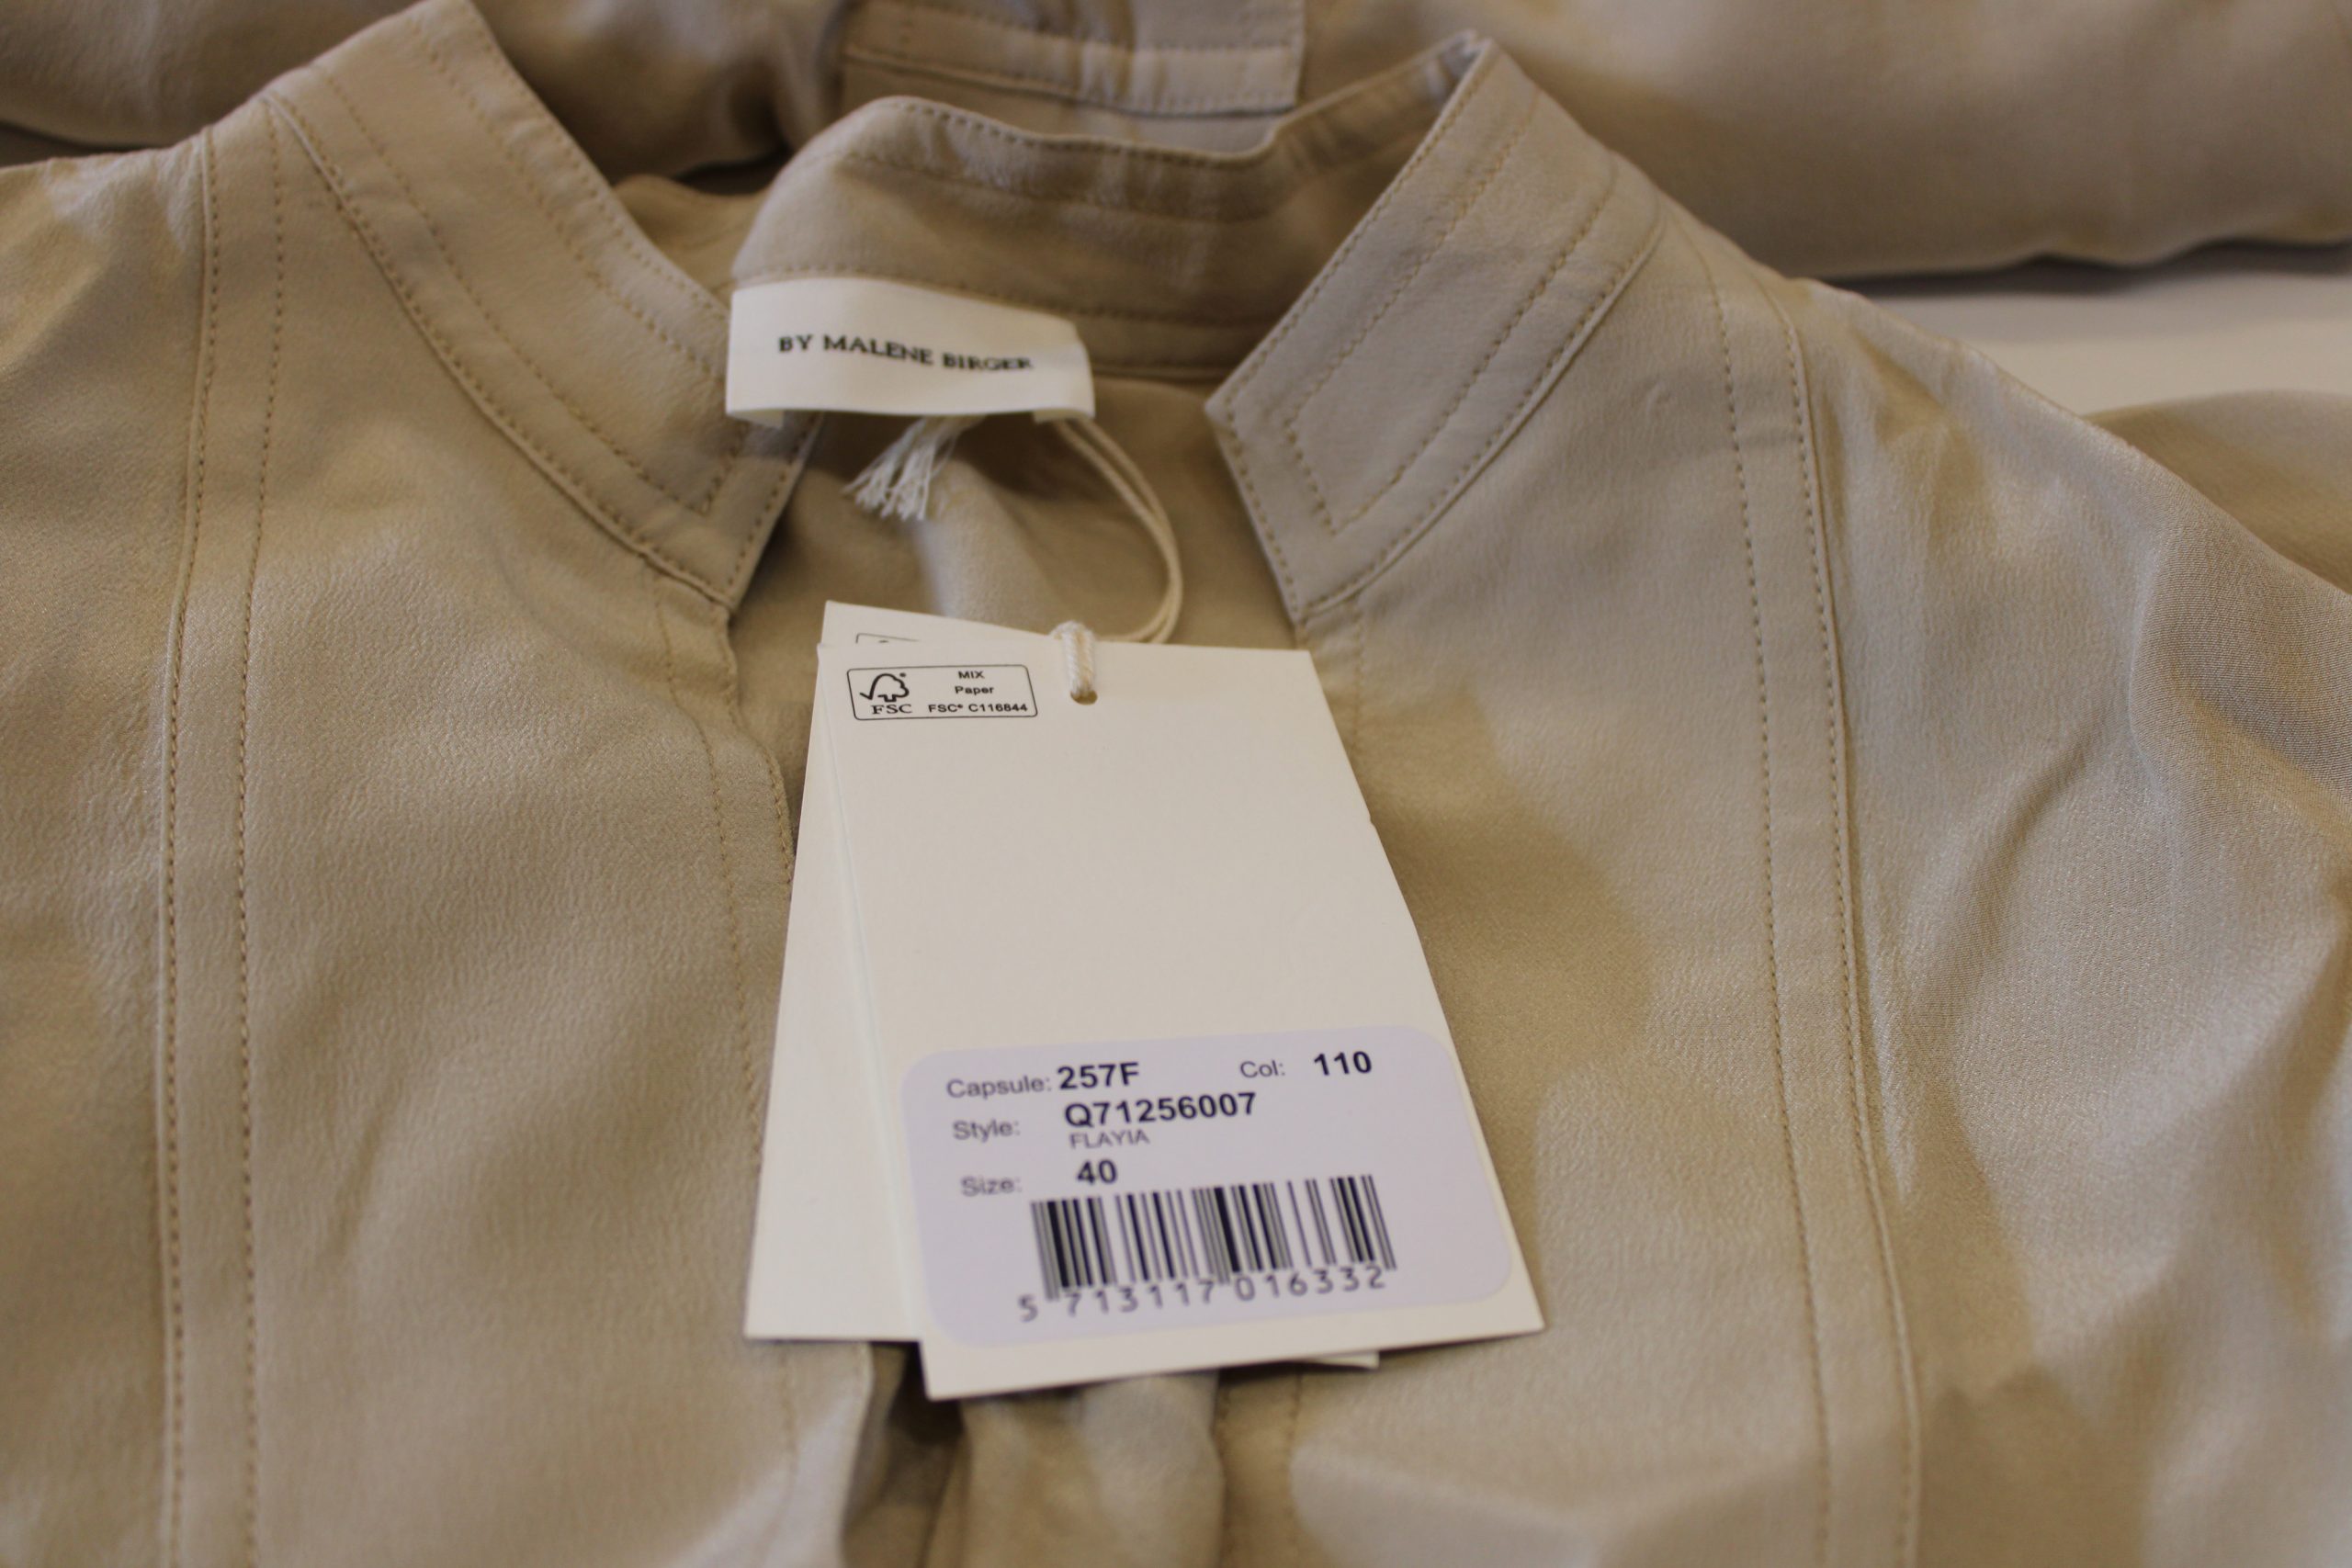 BY MALENE BIRGER
FSC
MIX
Paper
FSC® C116844
Capsule: 257F Col: 110
Style: Q71256007
FLAYIA
Size: 40
5 713117 016332